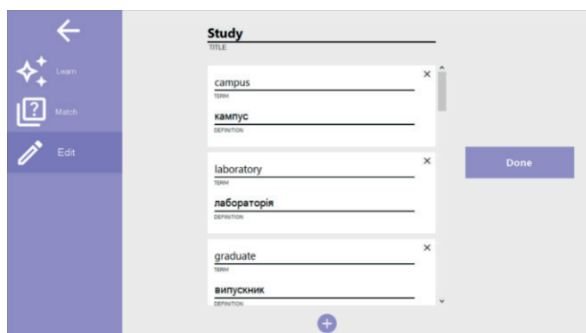 Study
TITLE
Learn
Match
Edit
campus
TERM
кампус
DEFINITION
laboratory
TERM
лабораторія
DEFINITION
graduate
TERM
випускник
DEFINITION
Done